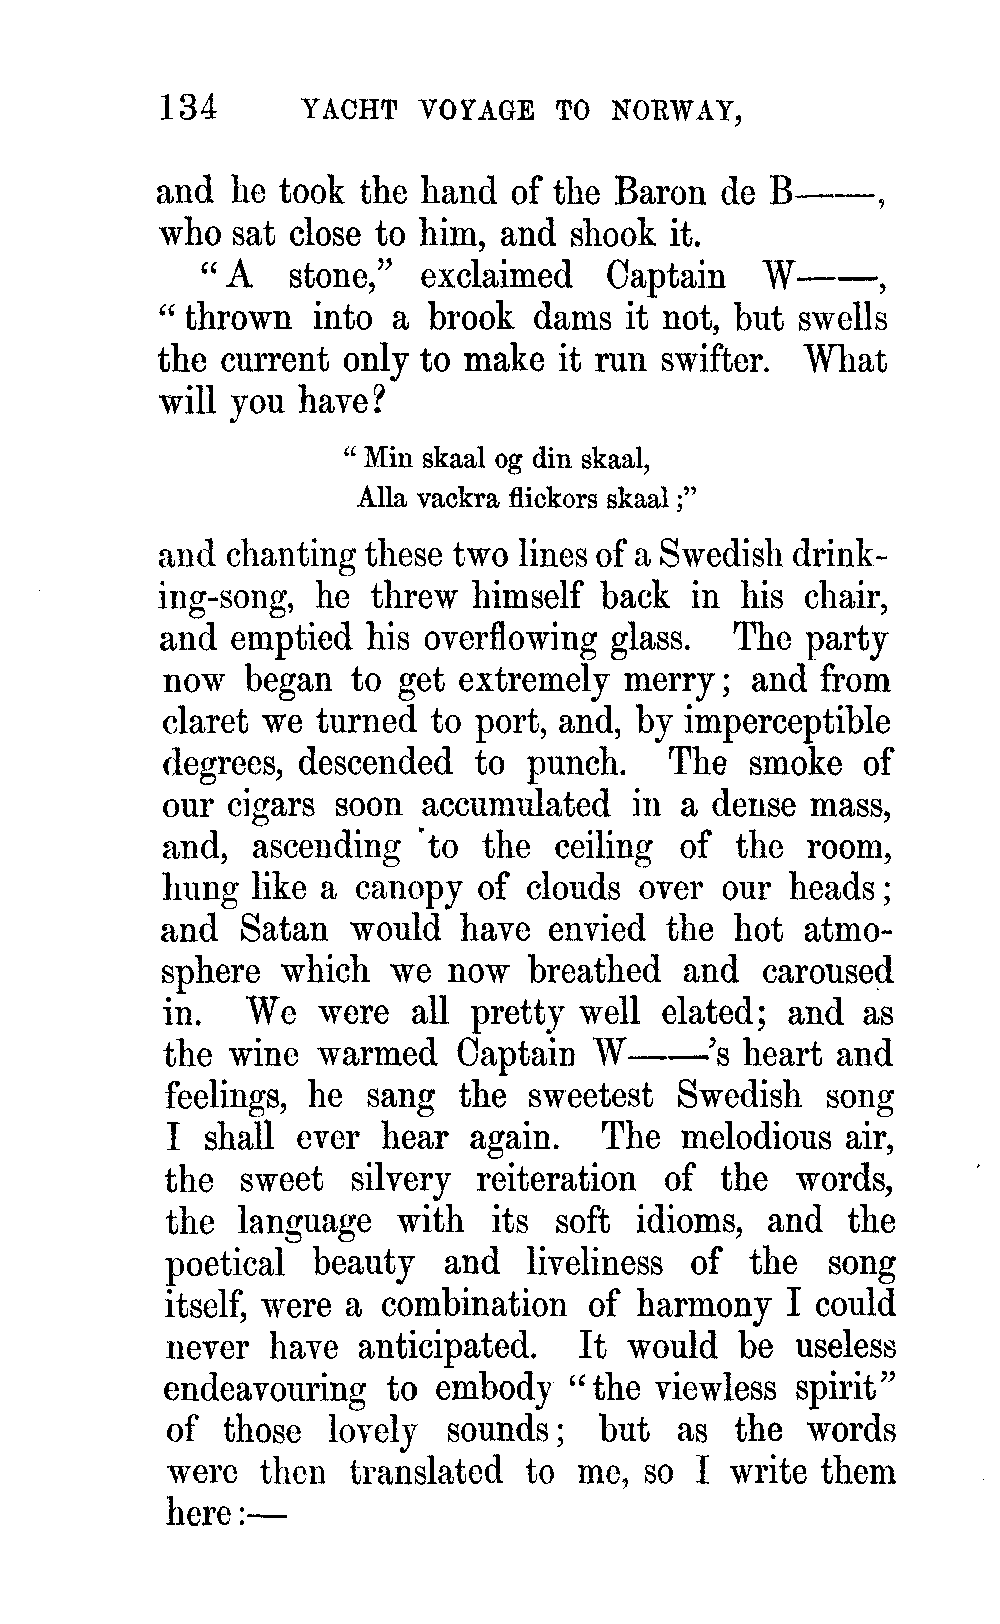 134 YACHT VOYAGE TO NORWAY,
and he took the hand of the Baron de B——,
who sat close to him, and shook it.
“A stone,” exclaimed Captain W——,
“thrown into a brook dams it not, but swells
the current only to make it run swifter. What
will you have?
“Min skaal og din skaal,
Alla vackra flickors skaal;”
and chanting these two lines of a Swedish drink-
ing-song, he threw himself back in his chair,
and emptied his overflowing glass. The party
now began to get extremely merry; and from
claret we turned to port, and, by imperceptible
degrees, descended to punch. The smoke of
our cigars soon accumulated in a dense mass,
and, ascending to the ceiling of the room,
hung like a canopy of clouds over our heads;
and Satan would have envied the hot atmo-
sphere which we now breathed and caroused
in. We were all pretty well elated; and as
the wine warmed Captain W——’s heart and
feelings, he sang the sweetest Swedish song
I shall ever hear again. The melodious air,
the sweet silvery reiteration of the words,
the language with its soft idioms, and the
poetical beauty and liveliness of the song
itself, were a combination of harmony I could
never have anticipated. It would be useless
endeavouring to embody “the viewless spirit”
of those lovely sounds; but as the words
were then translated to me, so I write them
here:—